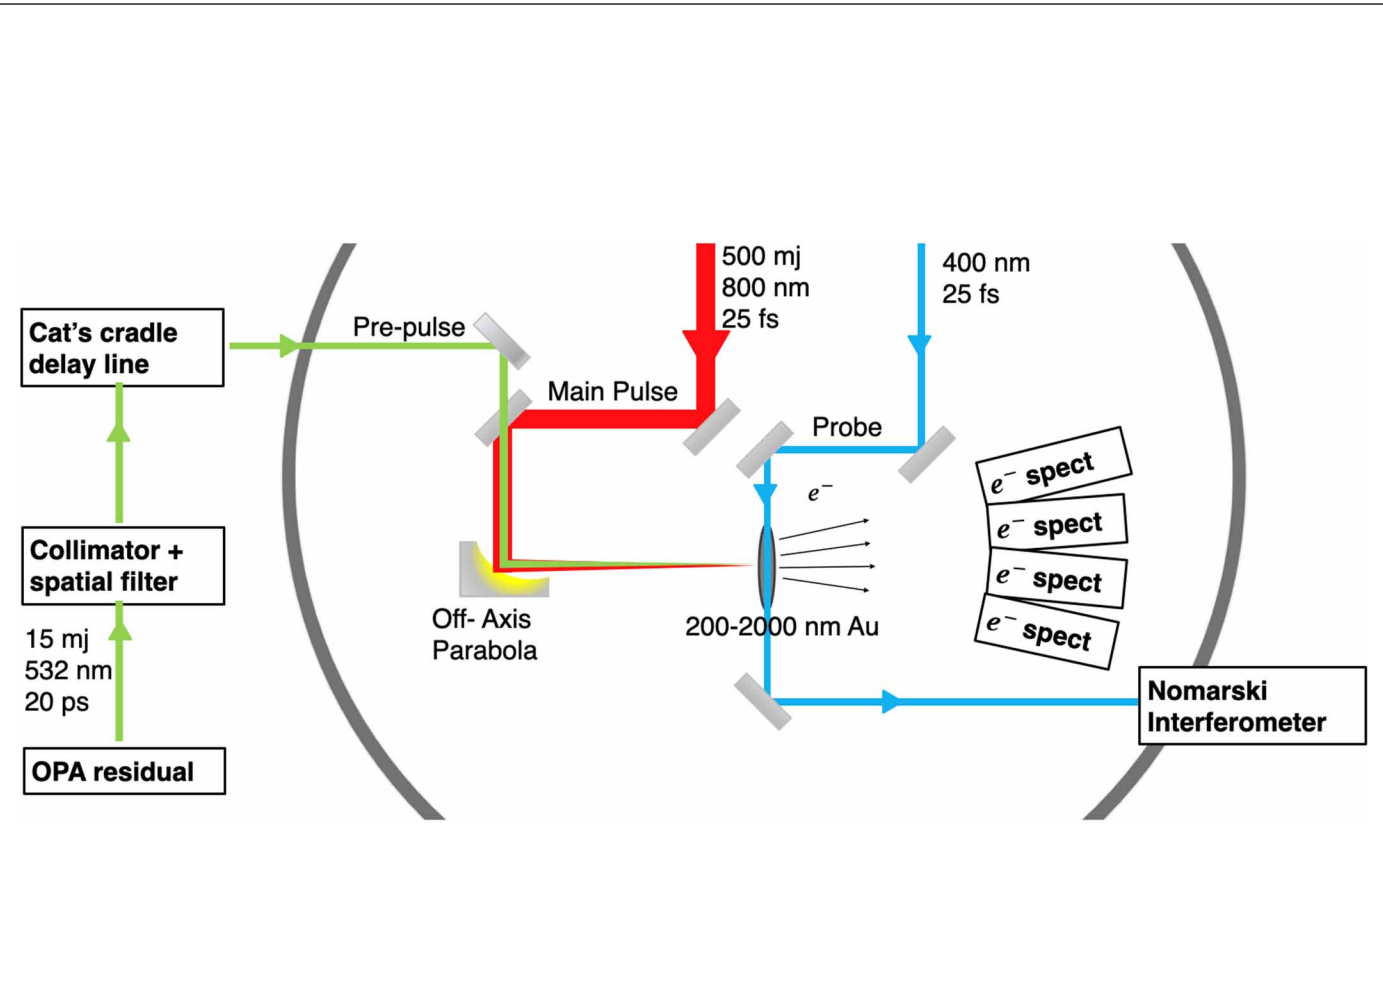 500 mj
800 nm
25 fs
400 nm
25 fs
Cat's cradle
delay line
Pre-pulse
Main Pulse
Probe
e⁻
e⁻ spect
e⁻ spect
e⁻ spect
e⁻ spect
Collimator +
spatial filter
Off- Axis
Parabola
200-2000 nm Au
15 mj
532 nm
20 ps
Nomarski
Interferometer
OPA residual